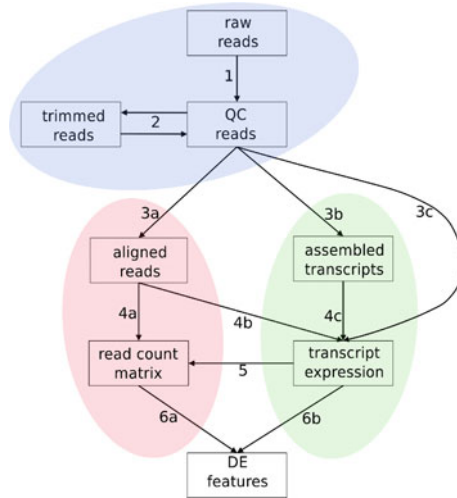 raw
reads
1
trimmed
reads
2
QC
reads
3a
3b
3c
aligned
reads
assembled
transcripts
4a
4b
4c
read count
matrix
5
transcript
expression
6a
6b
DE
features